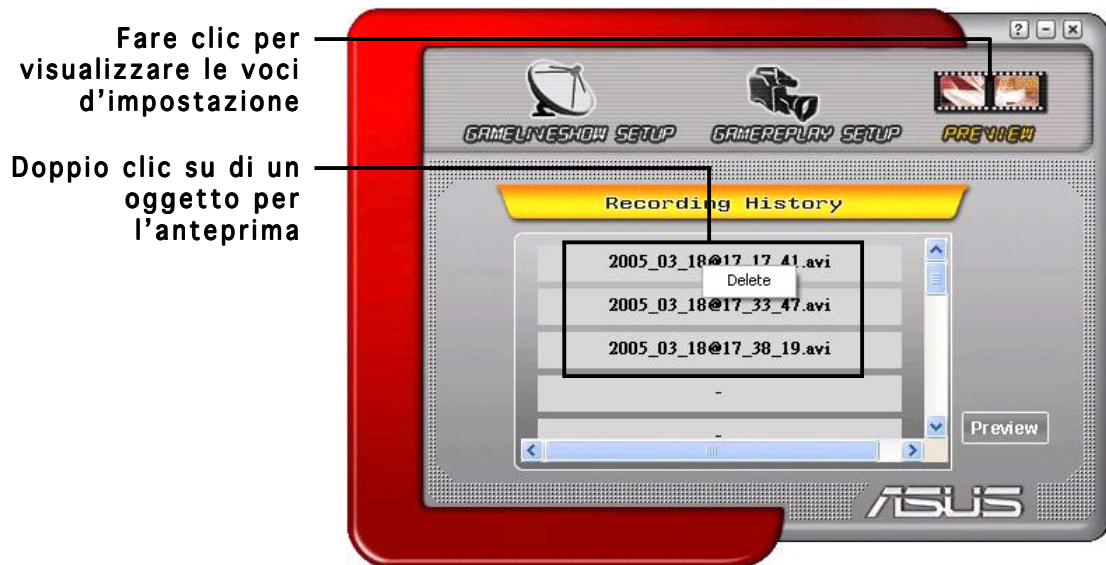 Fare clic per
visualizzare le voci
d'impostazione
Doppio clic su di un
oggetto per
l'anteprima
? - x
GAMELIVESHOW SETUP
GAMEREPLAY SETUP
PREVIEW
Recording History
2005_03_18@17_17_41.avi
Delete
2005_03_18@17_33_47.avi
2005_03_18@17_38_19.avi
-
-
Preview
ASUS